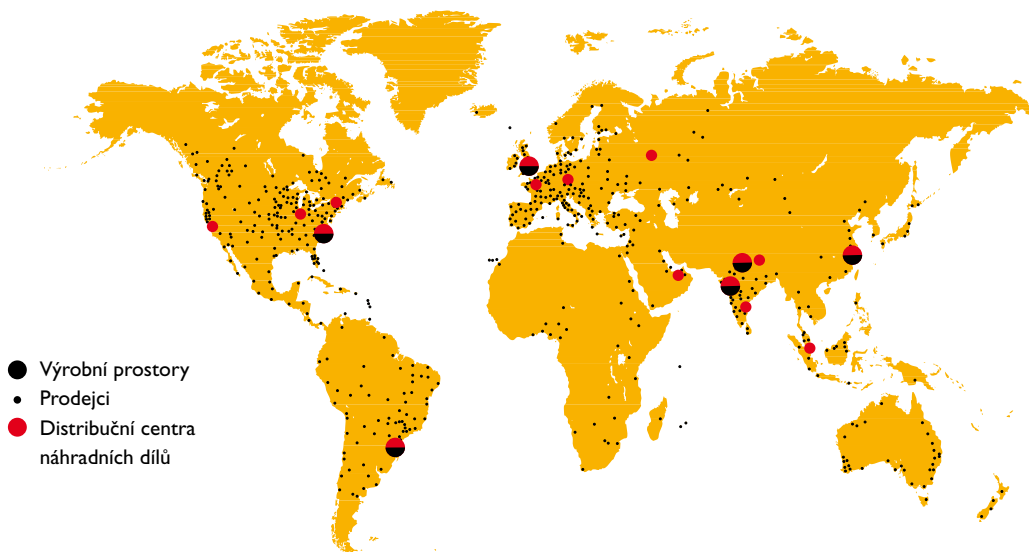 Výrobní prostory
Prodejci
Distribuční centra
náhradních dílů